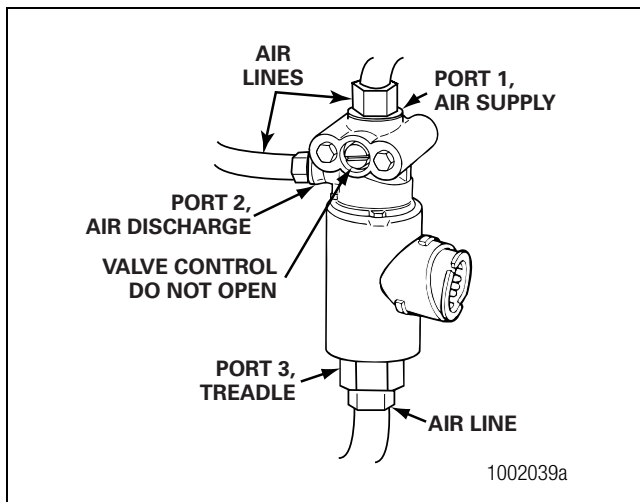 AIR
LINES
PORT 1,
AIR SUPPLY
PORT 2,
AIR DISCHARGE
VALVE CONTROL
DO NOT OPEN
PORT 3,
TREADLE
AIR LINE
1002039a